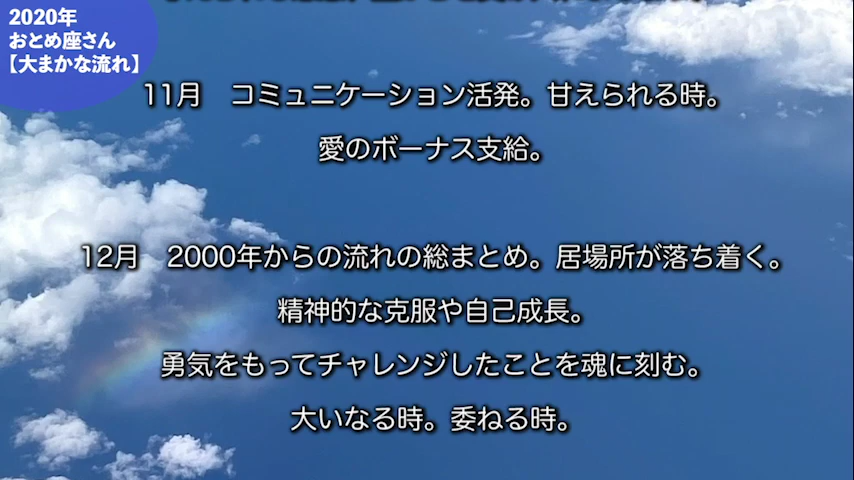 2020年
おとめ座さん
【大まかな流れ】
11月　コミュニケーション活発。甘えられる時。
愛のボーナス支給。
12月　2000年からの流れの総まとめ。居場所が落ち着く。
精神的な克服や自己成長。
勇気をもってチャレンジしたことを魂に刻む。
大いなる時。委ねる時。